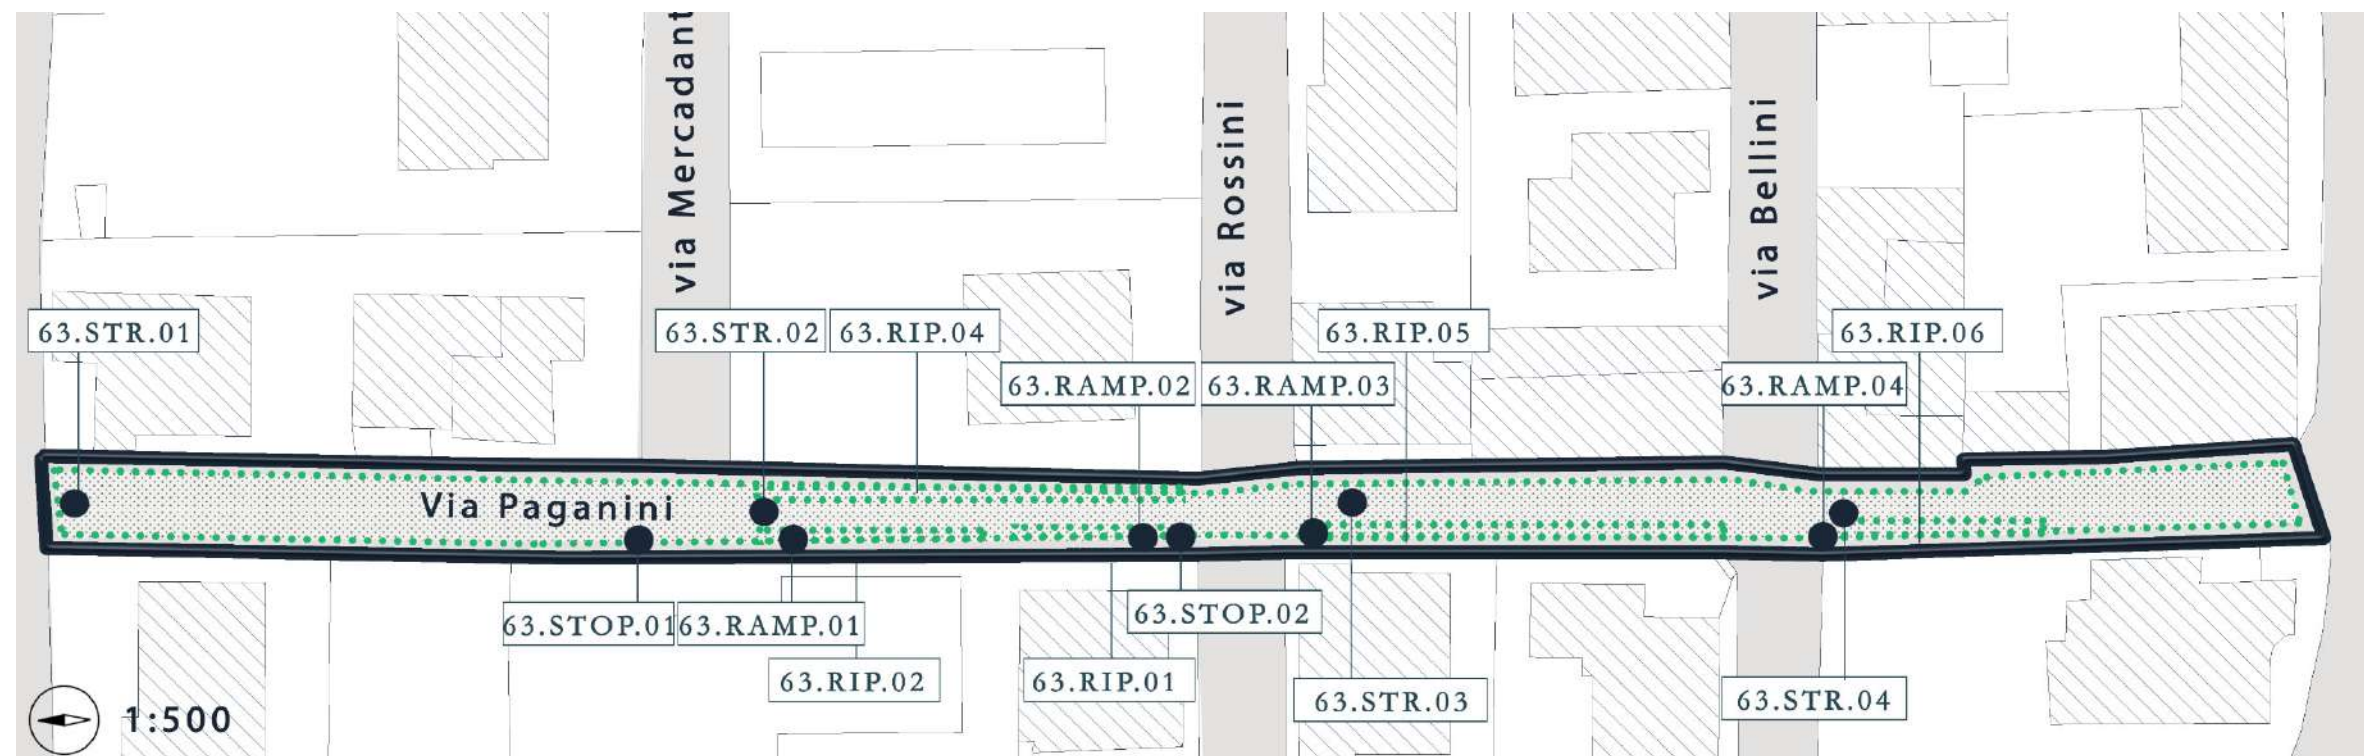 via Mercadant
via Rossini
via Bellini
63.STR.01
63.STR.02
63.RIP.04
63.RIP.05
63.RIP.06
63.RAMP.02
63.RAMP.03
63.RAMP.04
Via Paganini
63.STOP.01
63.RAMP.01
63.STOP.02
63.RIP.02
63.RIP.01
63.STR.03
63.STR.04
1:500